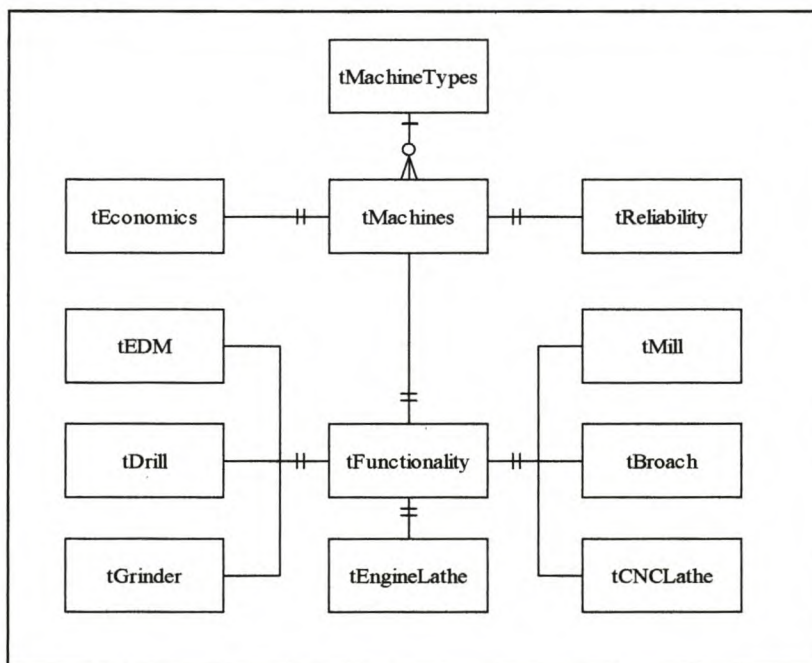 tMachineTypes
tEconomics
tMachines
tReliability
tEDM
tMill
tDrill
tFunctionality
tBroach
tGrinder
tEngineLathe
tCNCLathe